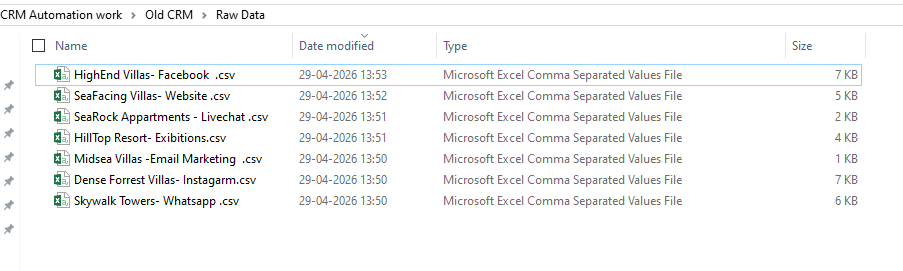 CRM Automation work > Old CRM > Raw Data
Name Date modified Type Size
HighEnd Villas- Facebook  .csv 29-04-2026 13:53 Microsoft Excel Comma Separated Values File 7 KB
SeaFacing Villas- Website .csv 29-04-2026 13:52 Microsoft Excel Comma Separated Values File 5 KB
SeaRock Appartments - Livechat .csv 29-04-2026 13:51 Microsoft Excel Comma Separated Values File 2 KB
HillTop Resort- Exibitions.csv 29-04-2026 13:51 Microsoft Excel Comma Separated Values File 4 KB
Midsea Villas -Email Marketing  .csv 29-04-2026 13:50 Microsoft Excel Comma Separated Values File 1 KB
Dense Forrest Villas- Instagarm.csv 29-04-2026 13:50 Microsoft Excel Comma Separated Values File 7 KB
Skywalk Towers- Whatsapp .csv 29-04-2026 13:50 Microsoft Excel Comma Separated Values File 6 KB